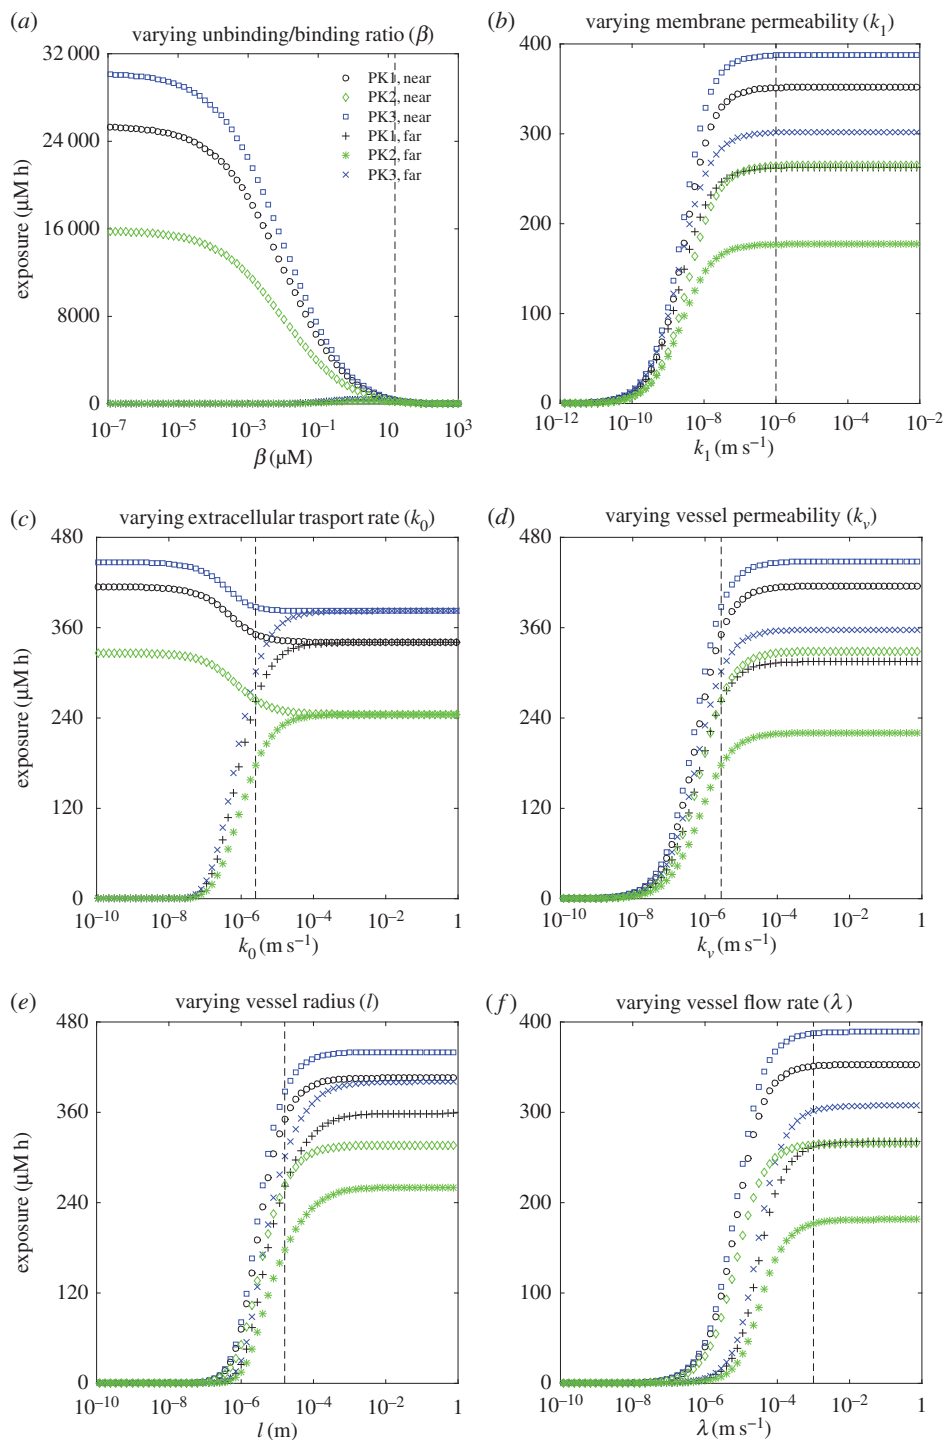 (a) varying unbinding/binding ratio (β)
32 000
24 000
16 000
8000
0
exposure (µM h)
PK1, near
PK2, near
PK3, near
PK1, far
PK2, far
PK3, far
10⁻⁷ 10⁻⁵ 10⁻³ 10⁻¹ 10¹ 10³
β (µM)
(b) varying membrane permeability (k₁)
400
300
200
100
0
10⁻¹² 10⁻¹⁰ 10⁻⁸ 10⁻⁶ 10⁻⁴ 10⁻²
k₁ (m s⁻¹)
(c) varying extracellular trasport rate (k₀)
480
360
240
120
0
exposure (µM h)
10⁻¹⁰ 10⁻⁸ 10⁻⁶ 10⁻⁴ 10⁻² 1
k₀ (m s⁻¹)
(d) varying vessel permeability (kᵥ)
480
360
240
120
0
10⁻¹⁰ 10⁻⁸ 10⁻⁶ 10⁻⁴ 10⁻² 1
kᵥ (m s⁻¹)
(e) varying vessel radius (l)
480
360
240
120
0
exposure (µM h)
10⁻¹⁰ 10⁻⁸ 10⁻⁶ 10⁻⁴ 10⁻² 1
l (m)
(f) varying vessel flow rate (λ)
400
300
200
100
0
10⁻¹⁰ 10⁻⁸ 10⁻⁶ 10⁻⁴ 10⁻² 1
λ (m s⁻¹)